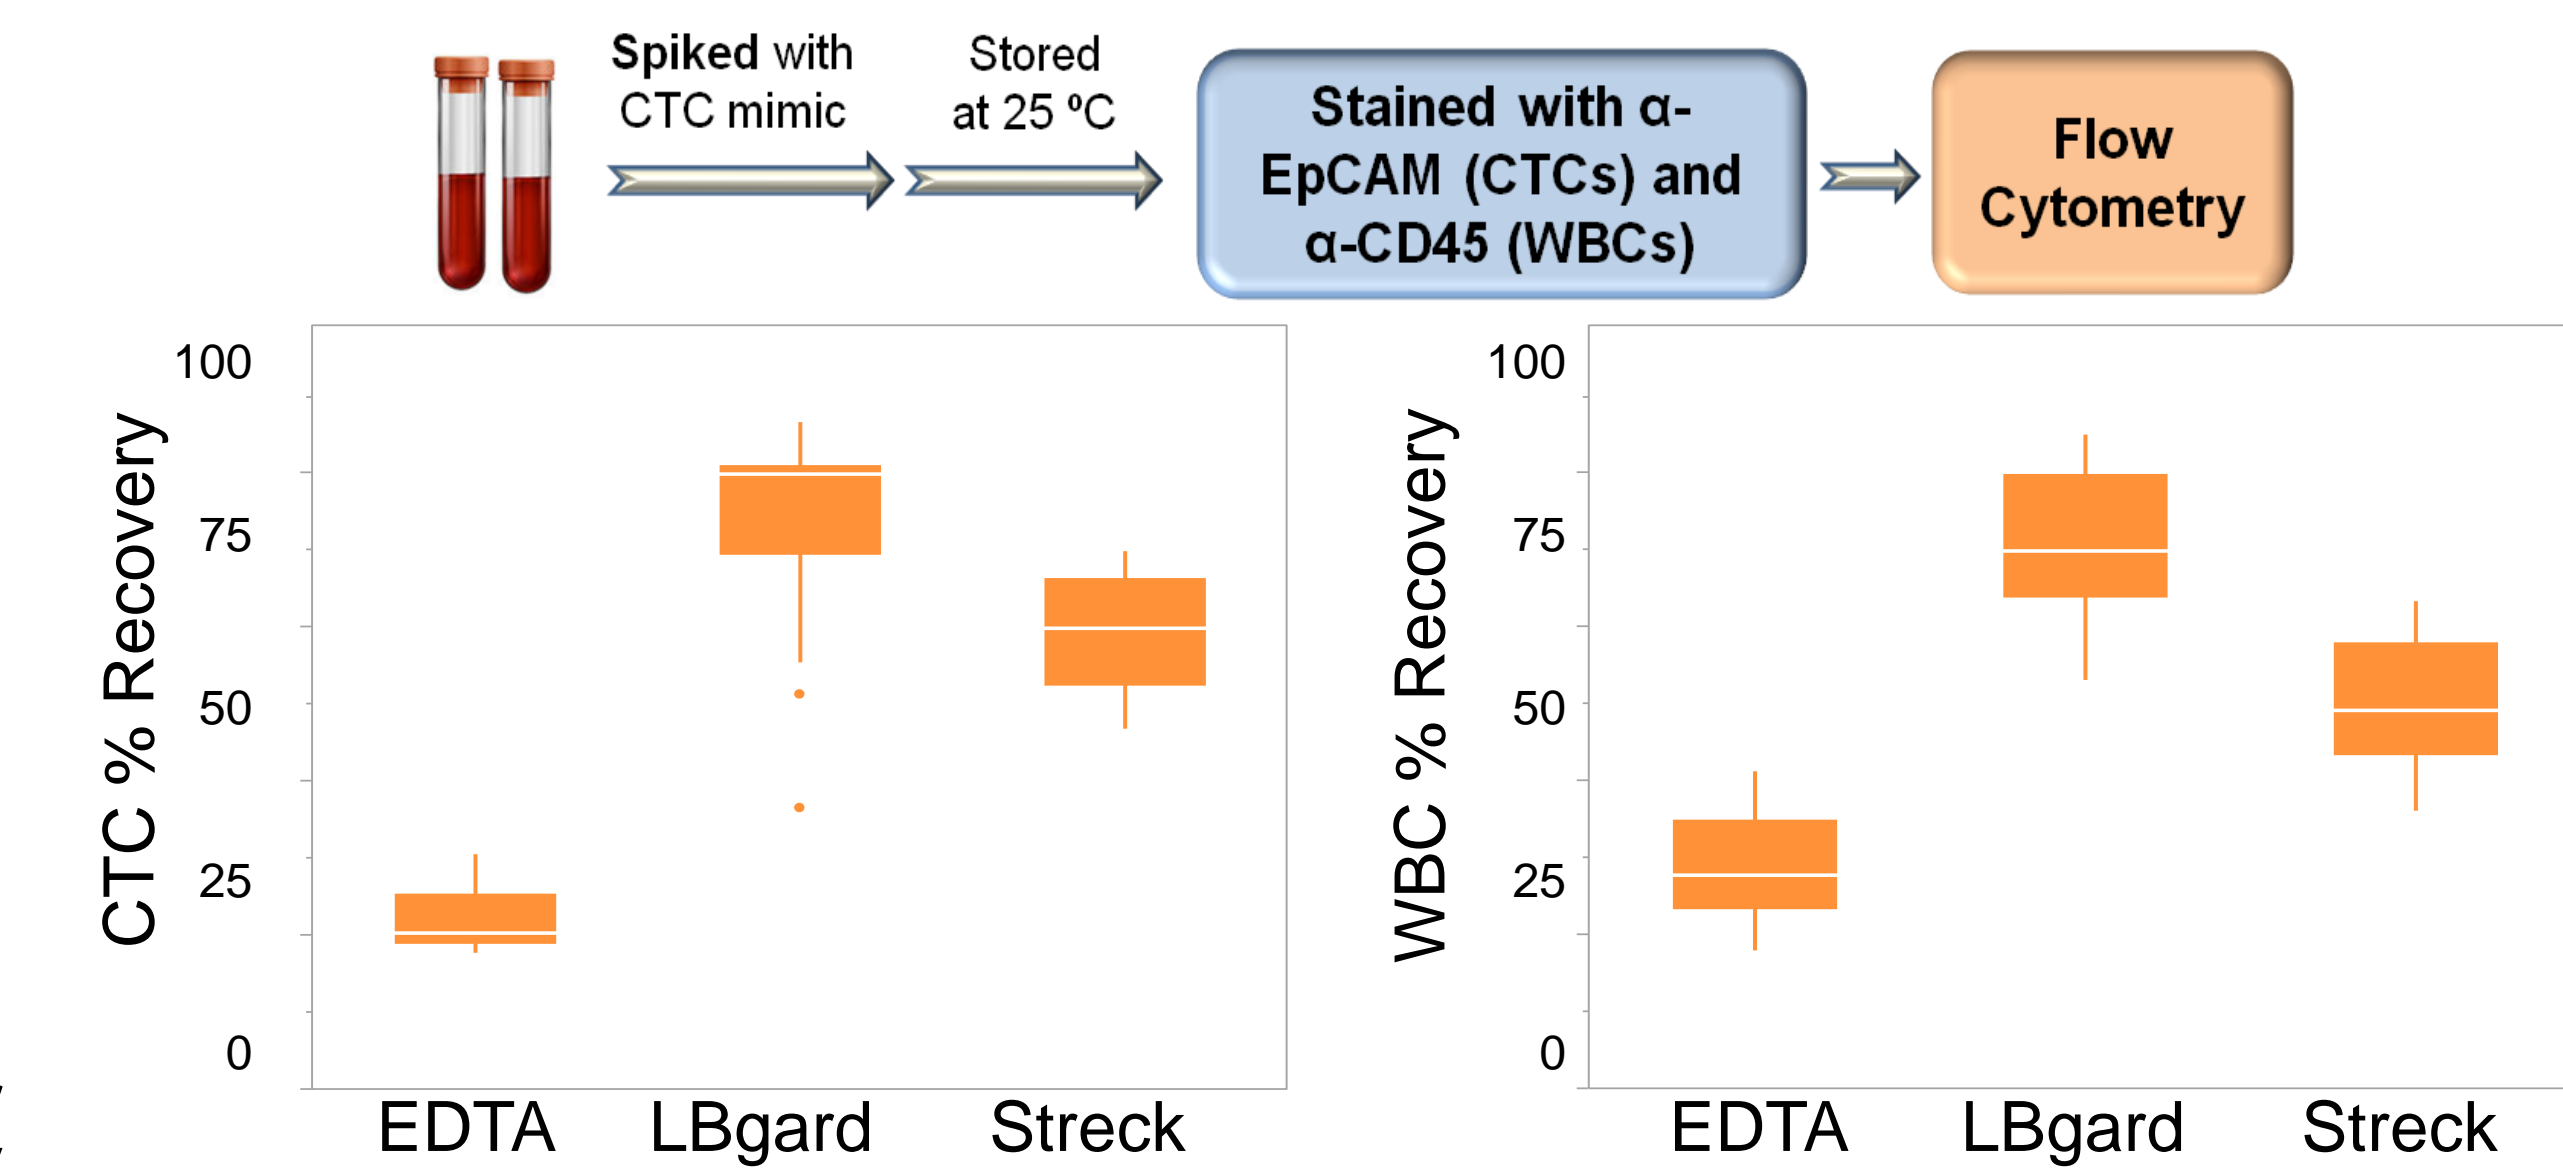 Spiked with
CTC mimic
Stored
at 25 ºC
Stained with α-
EpCAM (CTCs) and
α-CD45 (WBCs)
Flow
Cytometry
CTC % Recovery
100
75
50
25
0
EDTA LBgard Streck
WBC % Recovery
100
75
50
25
0
EDTA LBgard Streck